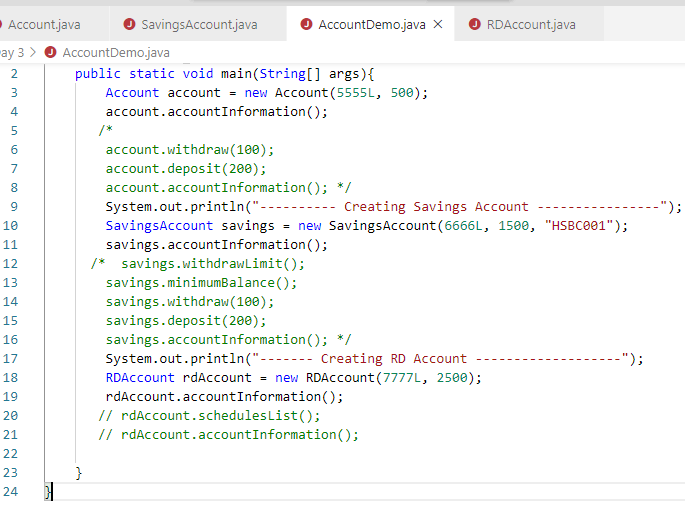 Account.java SavingsAccount.java AccountDemo.java × RDAccount.java
ay 3 > AccountDemo.java
2 public static void main(String[] args){
3 Account account = new Account(5555L, 500);
4 account.accountInformation();
5 /*
6 account.withdraw(100);
7 account.deposit(200);
8 account.accountInformation(); */
9 System.out.println("---------- Creating Savings Account ----------------");
10 SavingsAccount savings = new SavingsAccount(6666L, 1500, "HSBC001");
11 savings.accountInformation();
12 /* savings.withdrawLimit();
13 savings.minimumBalance();
14 savings.withdraw(100);
15 savings.deposit(200);
16 savings.accountInformation(); */
17 System.out.println("------- Creating RD Account -------------------");
18 RDAccount rdAccount = new RDAccount(7777L, 2500);
19 rdAccount.accountInformation();
20 // rdAccount.schedulesList();
21 // rdAccount.accountInformation();
22
23 }
24 }